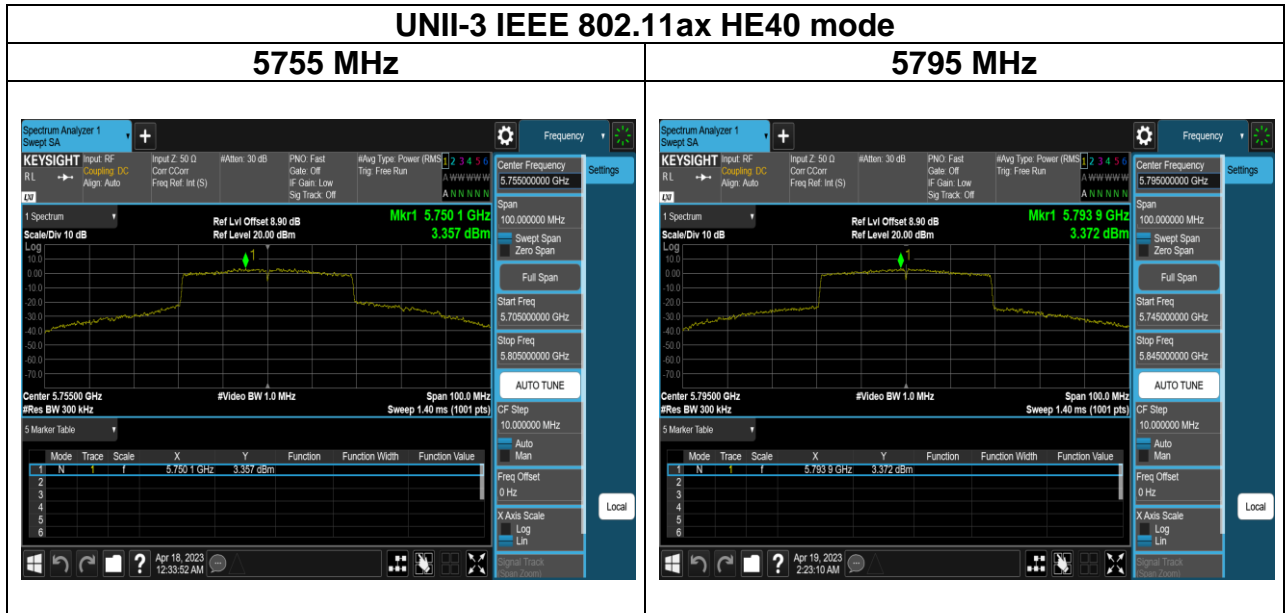 UNII-3 IEEE 802.11ax HE40 mode
5755 MHz
5795 MHz
Spectrum Analyzer 1
Swept SA
+
Frequency
KEYSIGHT
RL
LXI
Input: RF
Coupling: DC
Align: Auto
Input Z: 50 Ω
Corr CCorr
Freq Ref: Int (S)
#Atten: 30 dB
PNO: Fast
Gate: Off
IF Gain: Low
Sig Track: Off
#Avg Type: Power (RMS
Trig: Free Run
1 2 3 4 5 6
A WWWWW
A N N N N N
Center Frequency
5.755000000 GHz
Settings
Span
100.000000 MHz
Swept Span
Zero Span
Full Span
Start Freq
5.705000000 GHz
Stop Freq
5.805000000 GHz
AUTO TUNE
CF Step
10.000000 MHz
Auto
Man
Freq Offset
0 Hz
X Axis Scale
Log
Lin
Signal Track
(Span Zoom)
Local
1 Spectrum
Scale/Div 10 dB
Log
Ref Lvl Offset 8.90 dB
Ref Level 20.00 dBm
Mkr1 5.750 1 GHz
3.357 dBm
1
10.0
0.00
-10.0
-20.0
-30.0
-40.0
-50.0
-60.0
-70.0
Center 5.75500 GHz
#Res BW 300 kHz
#Video BW 1.0 MHz
Span 100.0 MHz
Sweep 1.40 ms (1001 pts)
5 Marker Table
Mode Trace Scale X Y Function Function Width Function Value
1 N 1 f 5.750 1 GHz 3.357 dBm
2
3
4
5
6
?
Apr 18, 2023
12:33:52 AM
Spectrum Analyzer 1
Swept SA
+
Frequency
KEYSIGHT
RL
LXI
Input: RF
Coupling: DC
Align: Auto
Input Z: 50 Ω
Corr CCorr
Freq Ref: Int (S)
#Atten: 30 dB
PNO: Fast
Gate: Off
IF Gain: Low
Sig Track: Off
#Avg Type: Power (RMS
Trig: Free Run
1 2 3 4 5 6
A WWWWW
A N N N N N
Center Frequency
5.795000000 GHz
Settings
Span
100.000000 MHz
Swept Span
Zero Span
Full Span
Start Freq
5.745000000 GHz
Stop Freq
5.845000000 GHz
AUTO TUNE
CF Step
10.000000 MHz
Auto
Man
Freq Offset
0 Hz
X Axis Scale
Log
Lin
Signal Track
(Span Zoom)
Local
1 Spectrum
Scale/Div 10 dB
Log
Ref Lvl Offset 8.90 dB
Ref Level 20.00 dBm
Mkr1 5.793 9 GHz
3.372 dBm
1
10.0
0.00
-10.0
-20.0
-30.0
-40.0
-50.0
-60.0
-70.0
Center 5.79500 GHz
#Res BW 300 kHz
#Video BW 1.0 MHz
Span 100.0 MHz
Sweep 1.40 ms (1001 pts)
5 Marker Table
Mode Trace Scale X Y Function Function Width Function Value
1 N 1 f 5.793 9 GHz 3.372 dBm
2
3
4
5
6
?
Apr 19, 2023
2:23:10 AM